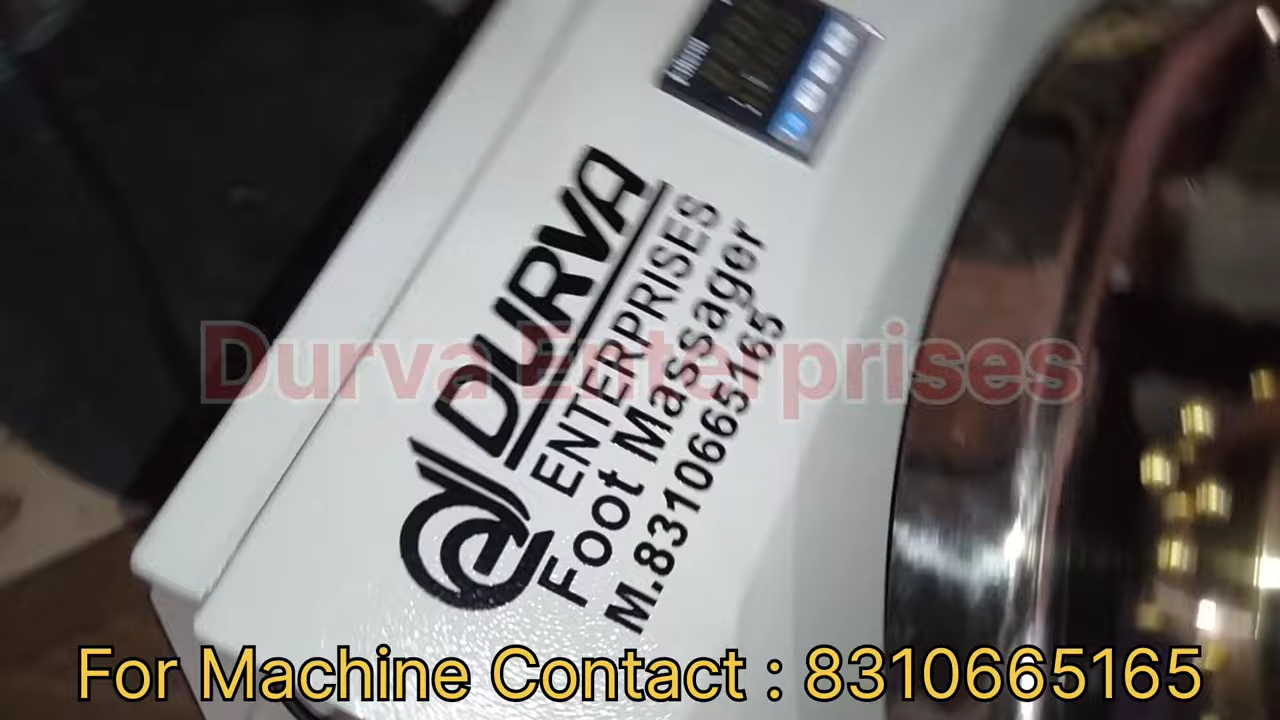 DURVA
ENTERPRISES
Foot Massager
M.8310665165
Durva Enterprises
For Machine Contact : 8310665165